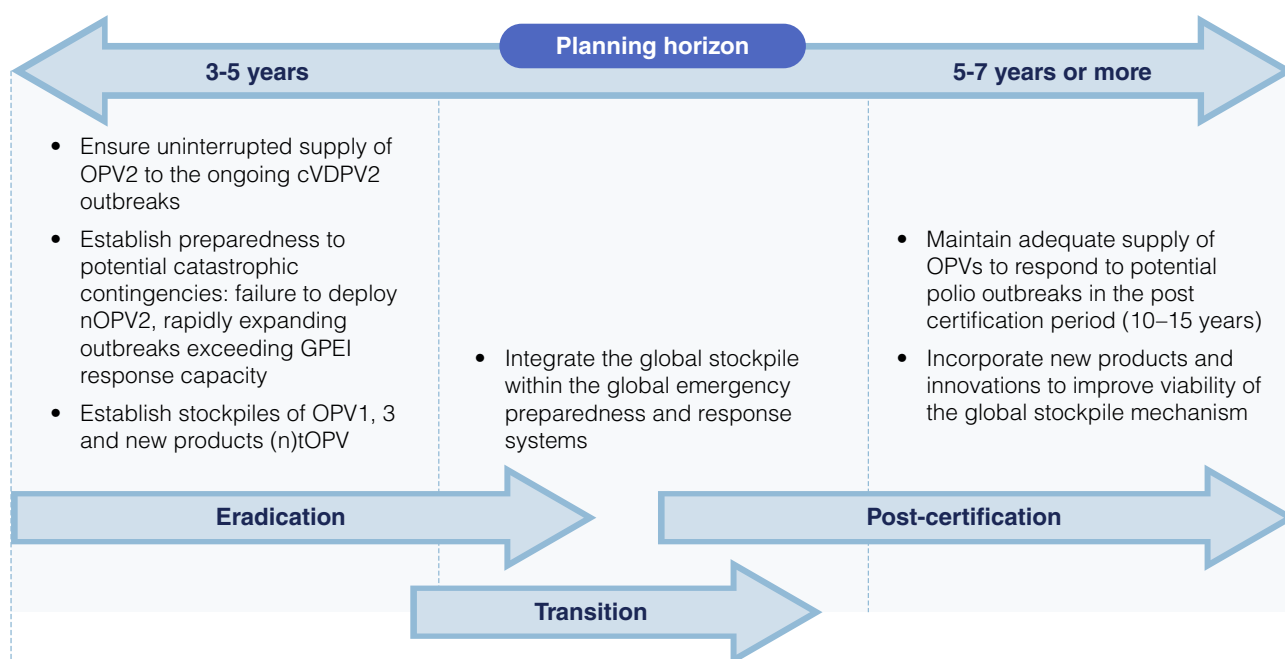 Planning horizon
3-5 years
5-7 years or more
• Ensure uninterrupted supply of
OPV2 to the ongoing cVDPV2
outbreaks
• Establish preparedness to
potential catastrophic
contingencies: failure to deploy
nOPV2, rapidly expanding
outbreaks exceeding GPEI
response capacity
• Establish stockpiles of OPV1, 3
and new products (n)tOPV
• Integrate the global stockpile
within the global emergency
preparedness and response
systems
• Maintain adequate supply of
OPVs to respond to potential
polio outbreaks in the post
certification period (10–15 years)
• Incorporate new products and
innovations to improve viability of
the global stockpile mechanism
Eradication
Post-certification
Transition